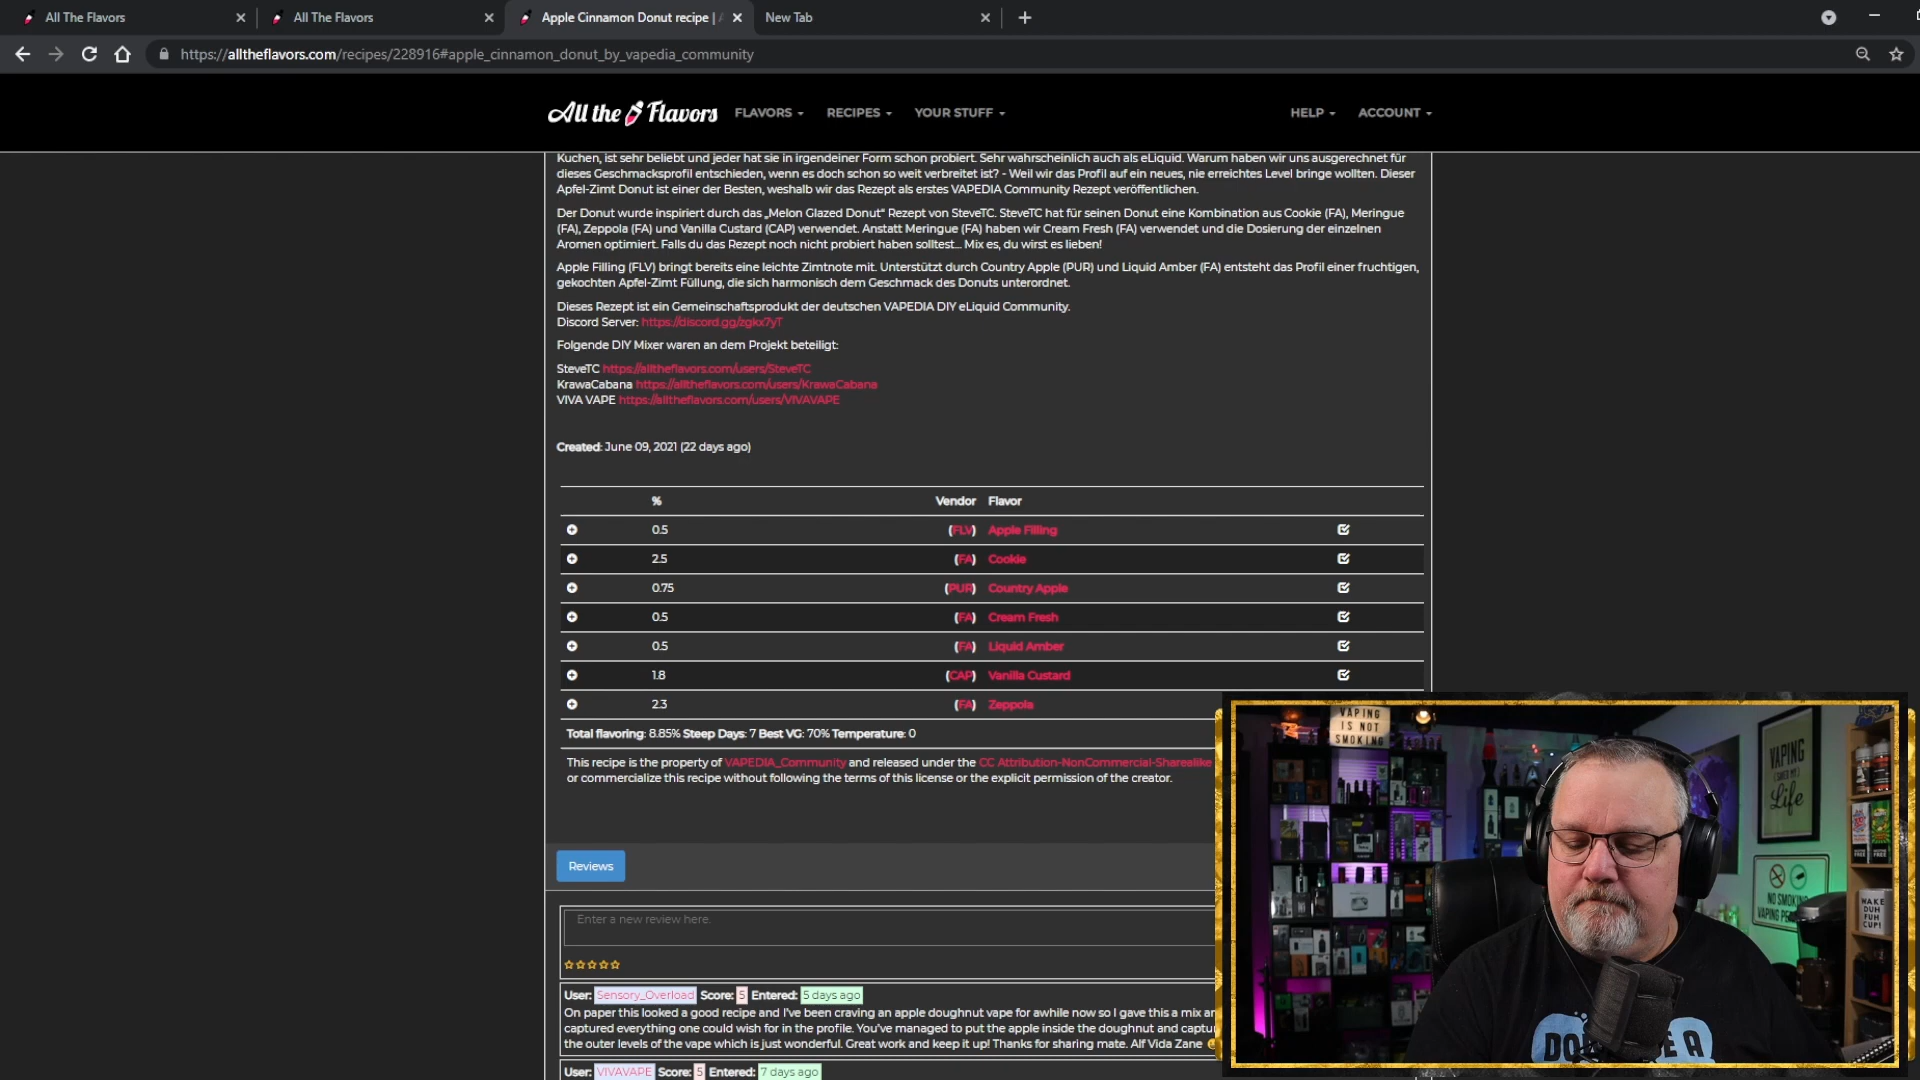 All The Flavors
All The Flavors
Apple Cinnamon Donut recipe |
New Tab
https://alltheflavors.com/recipes/228916#apple_cinnamon_donut_by_vapedia_community
All the Flavors FLAVORS RECIPES YOUR STUFF HELP ACCOUNT
Kuchen, ist sehr beliebt und jeder hat sie in irgendeiner Form schon probiert. Sehr wahrscheinlich auch als eLiquid. Warum haben wir uns ausgerechnet für
dieses Geschmacksprofil entschieden, wenn es doch schon so weit verbreitet ist? - Weil wir das Profil auf ein neues, nie erreichtes Level bringe wollten. Dieser
Apfel-Zimt Donut ist einer der Besten, weshalb wir das Rezept als erstes VAPEDIA Community Rezept veröffentlichen.
Der Donut wurde inspiriert durch das „Melon Glazed Donut" Rezept von SteveTC. SteveTC hat für seinen Donut eine Kombination aus Cookie (FA), Meringue
(FA), Zeppola (FA) und Vanilla Custard (CAP) verwendet. Anstatt Meringue (FA) haben wir Cream Fresh (FA) verwendet und die Dosierung der einzelnen
Aromen optimiert. Falls du das Rezept noch nicht probiert haben solltest... Mix es, du wirst es lieben!
Apple Filling (FLV) bringt bereits eine leichte Zimtnote mit. Unterstützt durch Country Apple (PUR) und Liquid Amber (FA) entsteht das Profil einer fruchtigen,
gekochten Apfel-Zimt Füllung, die sich harmonisch dem Geschmack des Donuts unterordnet.
Dieses Rezept ist ein Gemeinschaftsprodukt der deutschen VAPEDIA DIY eLiquid Community.
Discord Server: https://discord.gg/zgkx7yT
Folgende DIY Mixer waren an dem Projekt beteiligt:
SteveTC https://alltheflavors.com/users/SteveTC
KrawaCabana https://alltheflavors.com/users/KrawaCabana
VIVA VAPE https://alltheflavors.com/users/VIVAVAPE
Created: June 09, 2021 (22 days ago)
% Vendor Flavor
0.5 (FLV) Apple Filling
2.5 (FA) Cookie
0.75 (PUR) Country Apple
0.5 (FA) Cream Fresh
0.5 (FA) Liquid Amber
1.8 (CAP) Vanilla Custard
2.3 (FA) Zeppola
Total flavoring: 8.85% Steep Days: 7 Best VG: 70% Temperature: 0
This recipe is the property of VAPEDIA_Community and released under the CC Attribution-NonCommercial-Sharealike
or commercialize this recipe without following the terms of this license or the explicit permission of the creator.
Reviews
Enter a new review here.
User: Sensory_Overload Score: 5 Entered: 5 days ago
On paper this looked a good recipe and I've been craving an apple doughnut vape for awhile now so I gave this a mix an
captured everything one could wish for in the profile. You've managed to put the apple inside the doughnut and captu
the outer levels of the vape which is just wonderful. Great work and keep it up! Thanks for sharing mate. Alf Vida Zane
User: VIVAVAPE Score: 5 Entered: 7 days ago
VAPING
IS NOT
SMOKING
VAPING
life
NO SMOKING
WAKE
DUH
FUH
CUP!